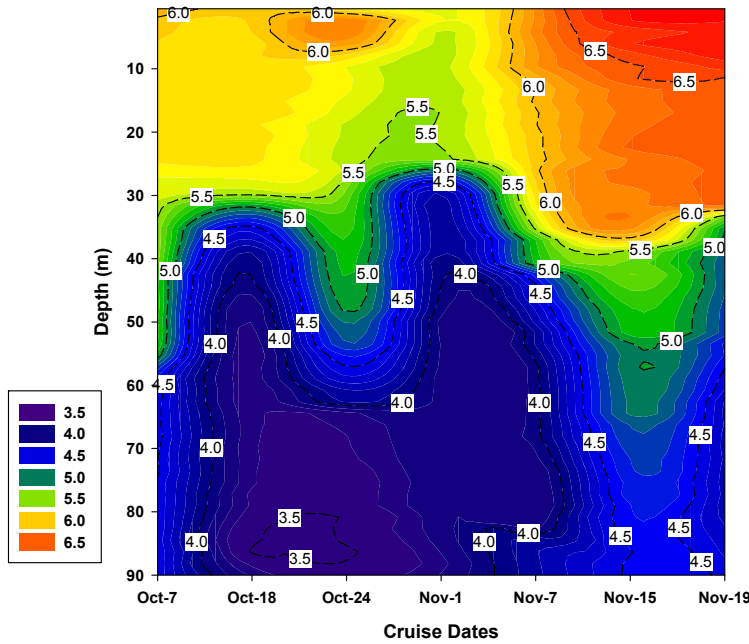 6.0 6.0
6.5
6.0
10 6.0 6.5
5.5
20 5.5
5.5 5.0
30 5.5 4.5 5.5
5.0 6.0 6.0
4.5 5.0
40 5.5
5.0 5.0 4.0 5.0
4.5 4.5
50 4.5
4.0 4.0 5.0
60 4.5
4.0 4.0
3.5
4.0
4.5
5.0
5.5
6.0
6.5
70 4.0 4.5 4.5
80 3.5
4.0 4.0 4.0 4.5 4.5
3.5 4.5
90
Depth (m)
Oct-7 Oct-18 Oct-24 Nov-1 Nov-7 Nov-15 Nov-19
Cruise Dates